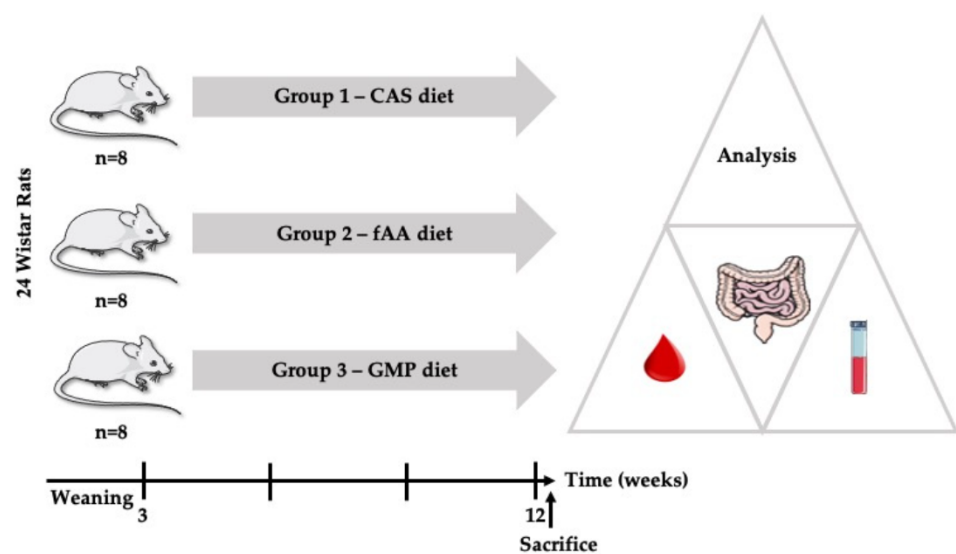 24 Wistar Rats
n=8
Group 1 – CAS diet
n=8
Group 2 – fAA diet
n=8
Group 3 – GMP diet
Analysis
Weaning
3
12
Time (weeks)
Sacrifice